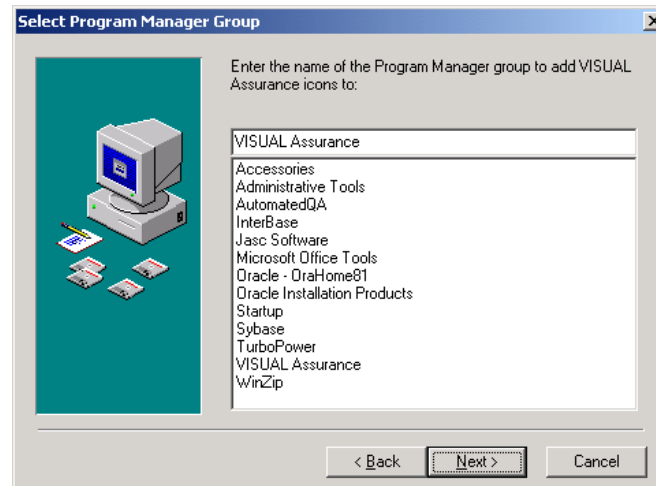 Select Program Manager Group
Enter the name of the Program Manager group to add VISUAL
Assurance icons to:
VISUAL Assurance
Accessories
Administrative Tools
AutomatedQA
InterBase
Jasc Software
Microsoft Office Tools
Oracle - OraHome81
Oracle Installation Products
Startup
Sybase
TurboPower
VISUAL Assurance
WinZip
< Back
Next >
Cancel